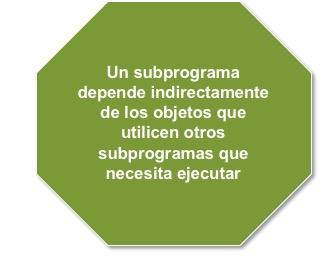 Un subprograma
depende indirectamente
de los objetos que
utilicen otros
subprogramas que
necesita ejecutar